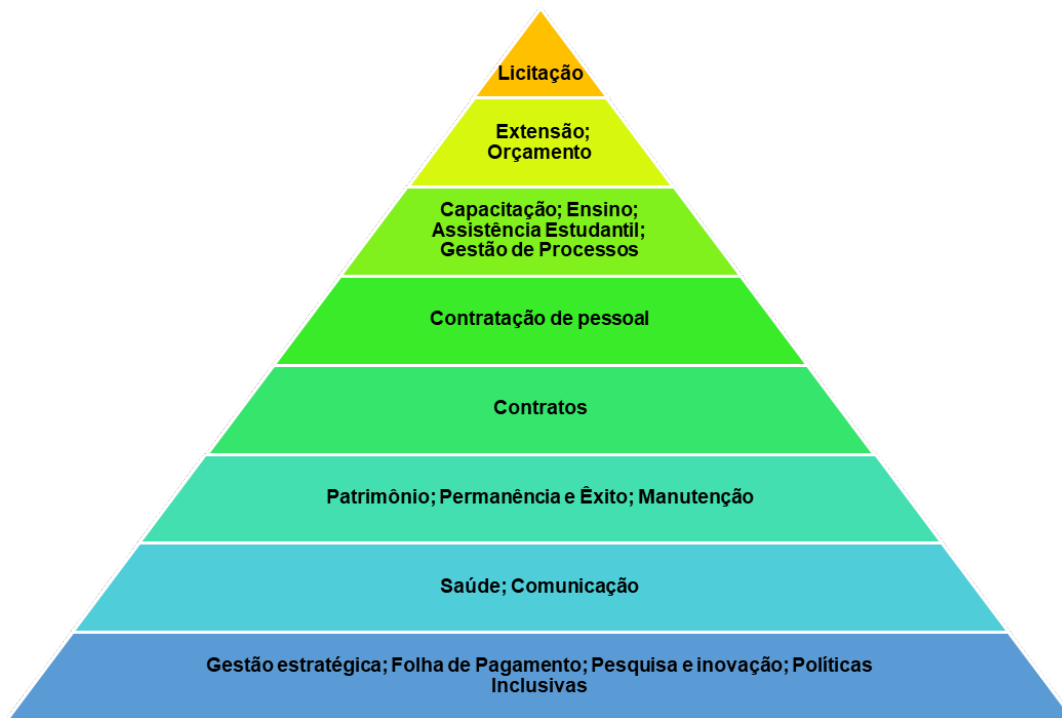 Licitação
Extensão;
Orçamento
Capacitação; Ensino;
Assistência Estudantil;
Gestão de Processos
Contratação de pessoal
Contratos
Patrimônio; Permanência e Êxito; Manutenção
Saúde; Comunicação
Gestão estratégica; Folha de Pagamento; Pesquisa e inovação; Políticas
Inclusivas